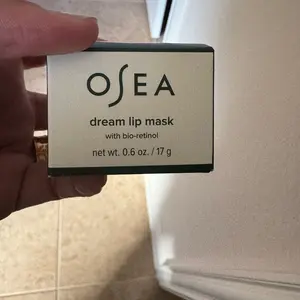 OSEA
dream lip mask
with bio-retinol
net wt. 0.6 oz. / 17 g